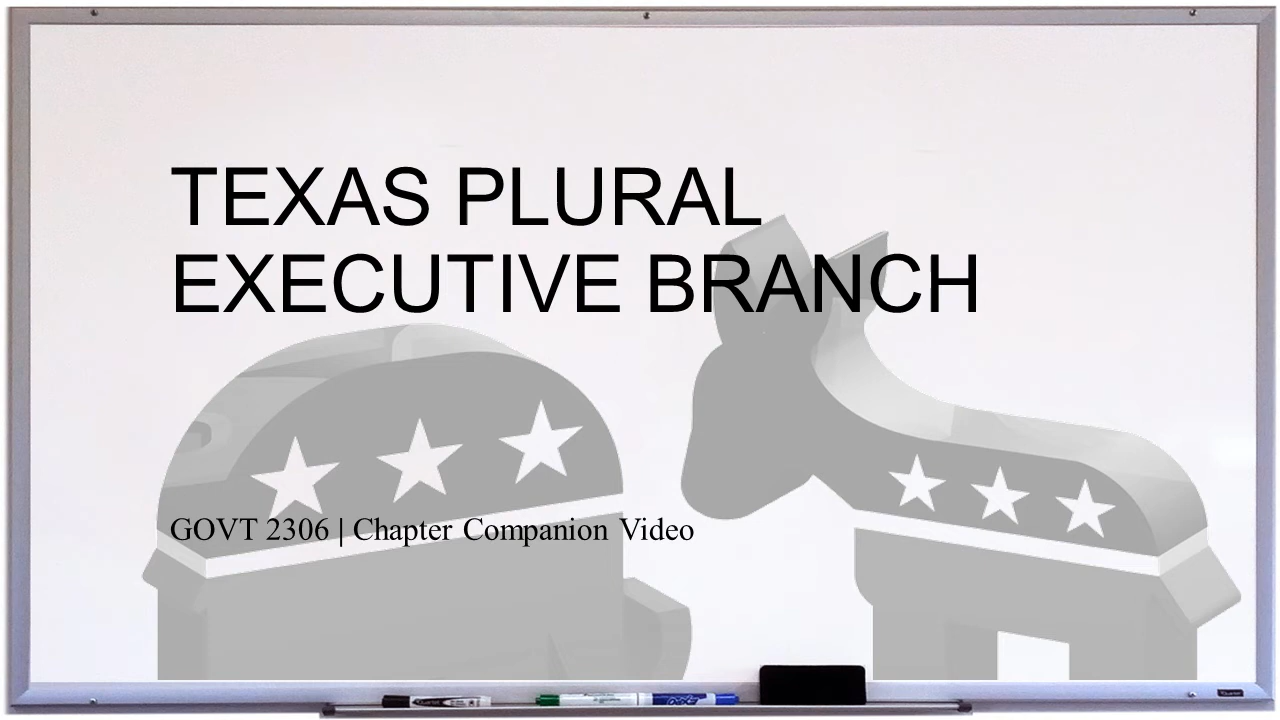 TEXAS PLURAL
EXECUTIVE BRANCH
GOVT 2306 | Chapter Companion Video